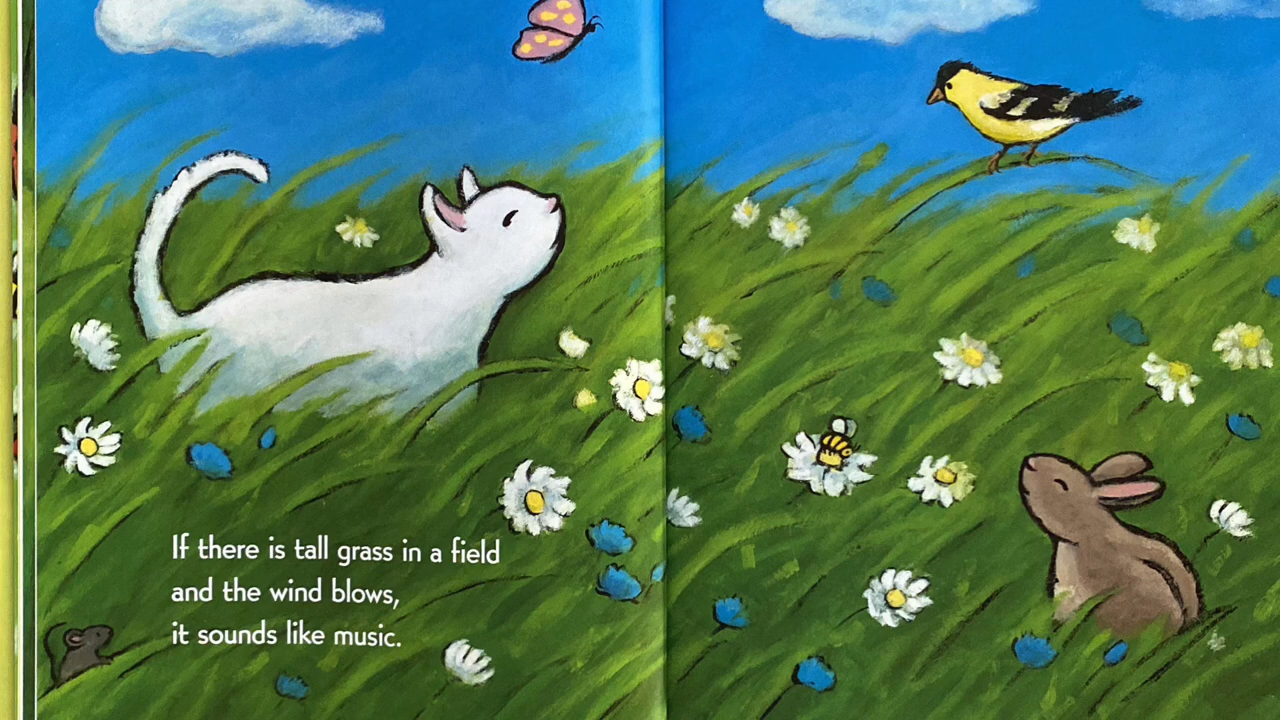 If there is tall grass in a field
and the wind blows,
it sounds like music.